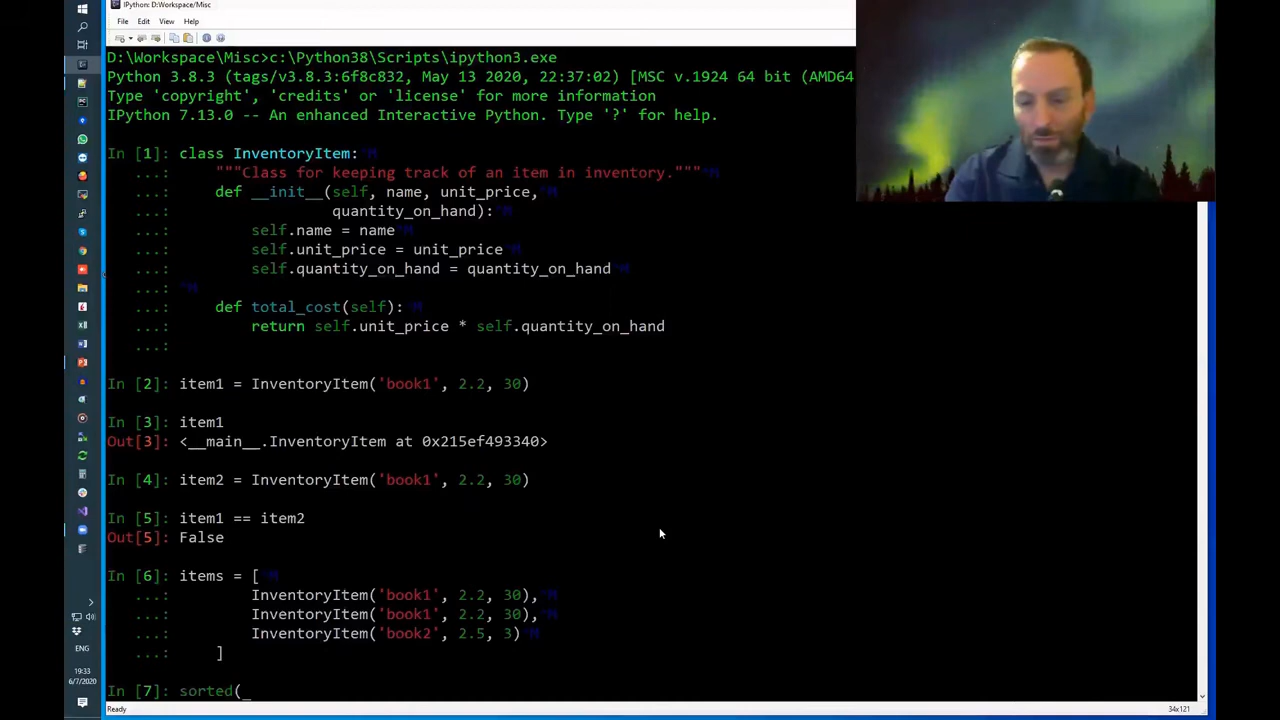 IPython: D:Workspace/Misc
File Edit View Help
D:\Workspace\Misc>c:\Python38\Scripts\ipython3.exe
Python 3.8.3 (tags/v3.8.3:6f8c832, May 13 2020, 22:37:02) [MSC v.1924 64 bit (AMD64
Type 'copyright', 'credits' or 'license' for more information
IPython 7.13.0 -- An enhanced Interactive Python. Type '?' for help.
In [1]: class InventoryItem:^M
...:     """Class for keeping track of an item in inventory."""^M
...:     def __init__(self, name, unit_price,^M
...:                  quantity_on_hand):^M
...:         self.name = name^M
...:         self.unit_price = unit_price^M
...:         self.quantity_on_hand = quantity_on_hand^M
...: ^M
...:     def total_cost(self):^M
...:         return self.unit_price * self.quantity_on_hand
...:
In [2]: item1 = InventoryItem('book1', 2.2, 30)
In [3]: item1
Out[3]: <__main__.InventoryItem at 0x215ef493340>
In [4]: item2 = InventoryItem('book1', 2.2, 30)
In [5]: item1 == item2
Out[5]: False
In [6]: items = [^M
...:         InventoryItem('book1', 2.2, 30),^M
...:         InventoryItem('book1', 2.2, 30),^M
...:         InventoryItem('book2', 2.5, 3)^M
...:     ]
In [7]: sorted(_
ENG
19:33
6/7/2020
Ready 34x121